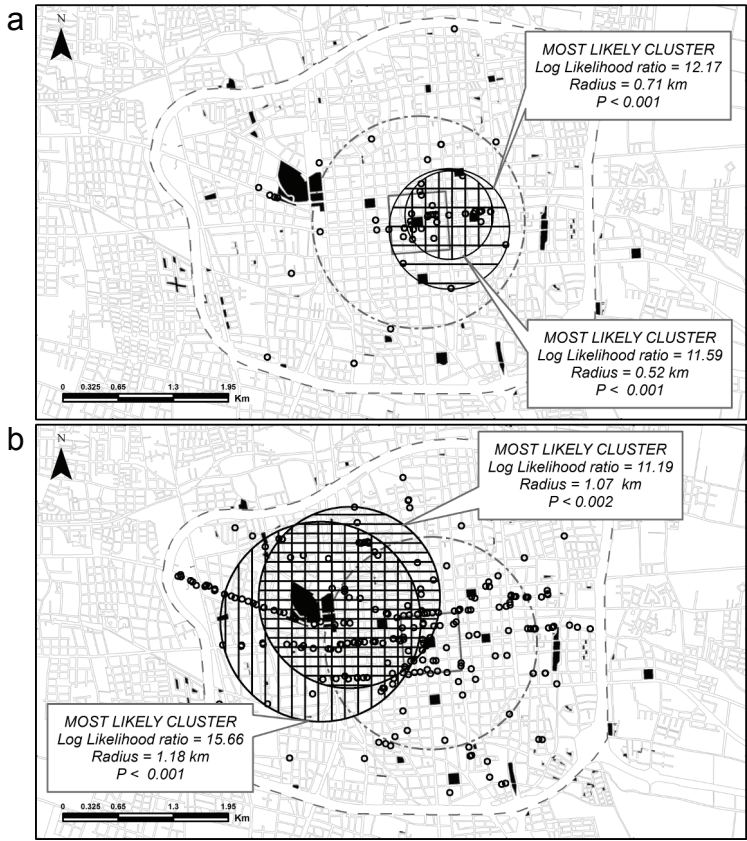 a
N
MOST LIKELY CLUSTER
Log Likelihood ratio = 12.17
Radius = 0.71 km
P < 0.001
MOST LIKELY CLUSTER
Log Likelihood ratio = 11.59
Radius = 0.52 km
P < 0.001
0 0.325 0.65 1.3 1.95
Km
b
N
MOST LIKELY CLUSTER
Log Likelihood ratio = 11.19
Radius = 1.07 km
P < 0.002
MOST LIKELY CLUSTER
Log Likelihood ratio = 15.66
Radius = 1.18 km
P < 0.001
0 0.325 0.65 1.3 1.95
Km